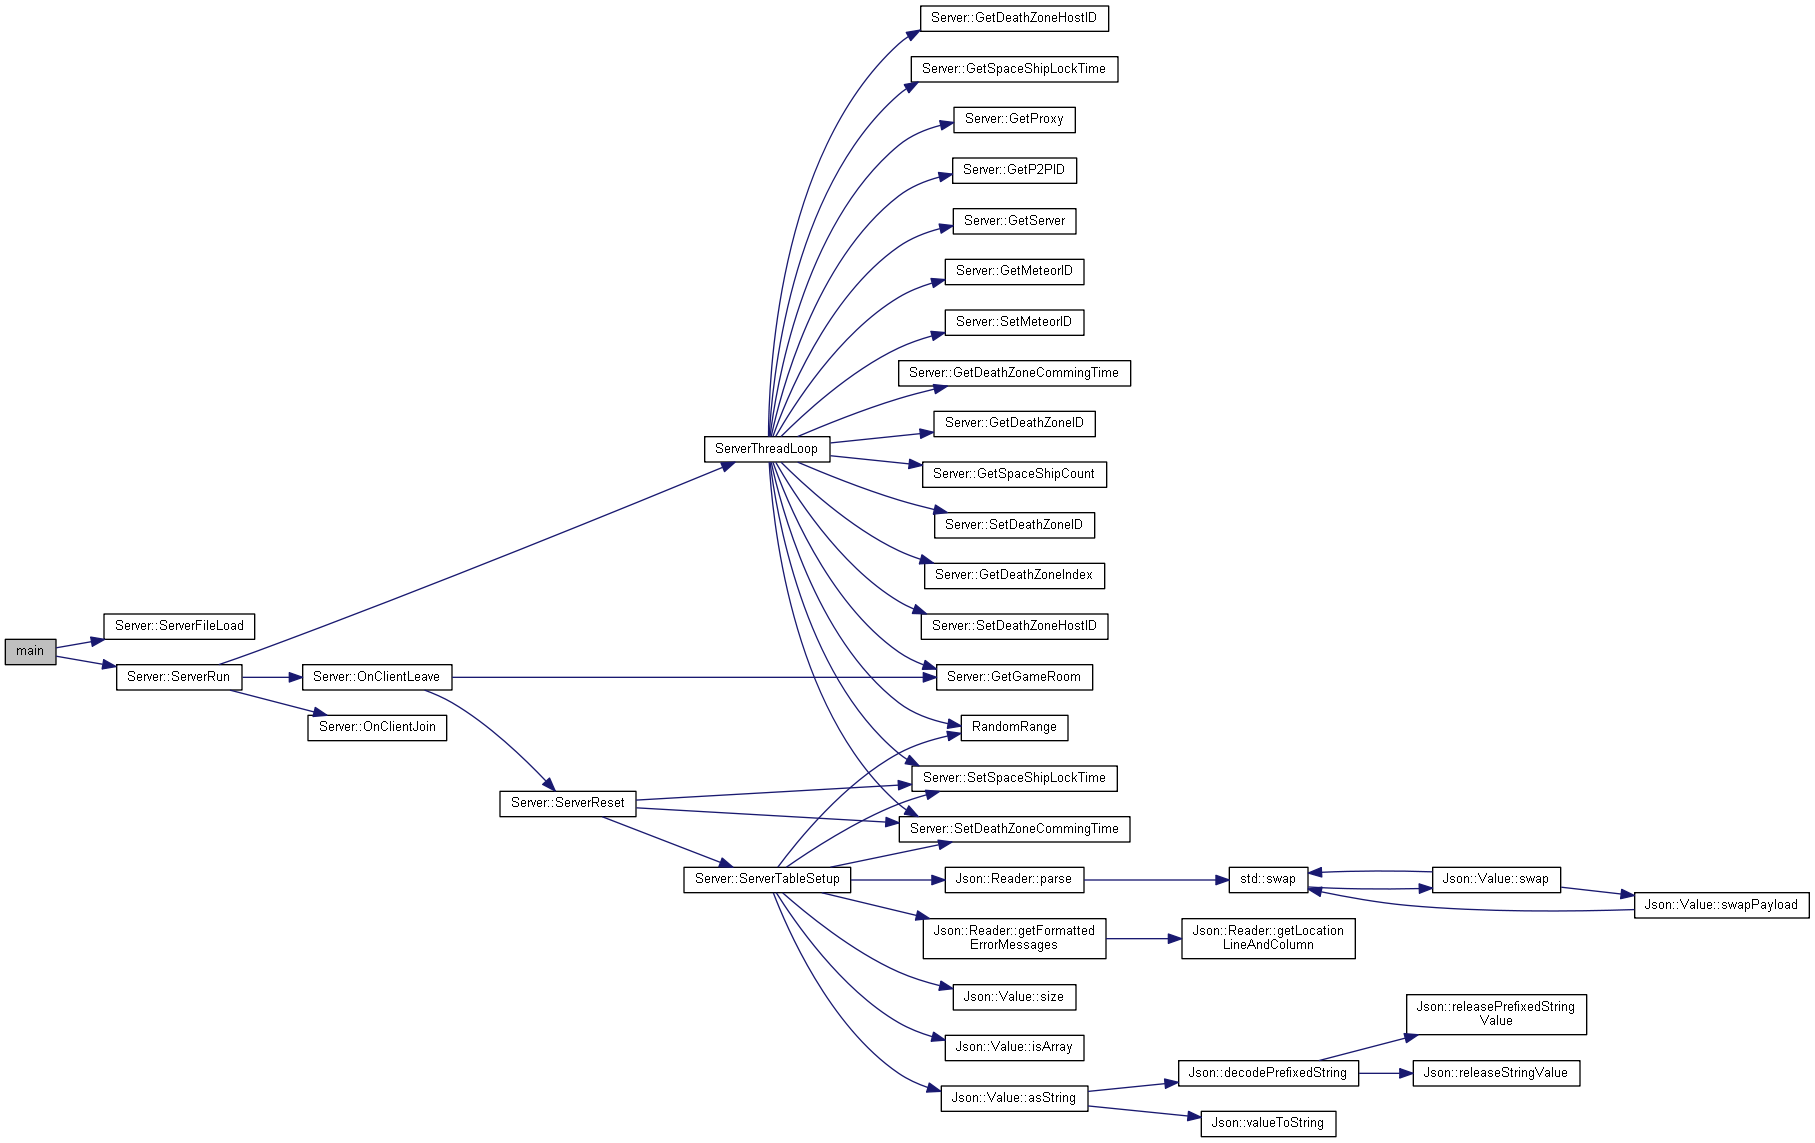 Server::GetDeathZoneHostID
Server::GetSpaceShipLockTime
Server::GetProxy
Server::GetP2PID
Server::GetServer
Server::GetMeteorID
Server::SetMeteorID
Server::GetDeathZoneCommingTime
Server::GetDeathZoneID
ServerThreadLoop
Server::GetSpaceShipCount
Server::SetDeathZoneID
Server::GetDeathZoneIndex
Server::SetDeathZoneHostID
Server::ServerFileLoad
main
Server::ServerRun
Server::OnClientLeave
Server::GetGameRoom
Server::OnClientJoin
RandomRange
Server::SetSpaceShipLockTime
Server::ServerReset
Server::SetDeathZoneCommingTime
Server::ServerTableSetup
Json::Reader::parse
std::swap
Json::Value::swap
Json::Value::swapPayload
Json::Reader::getFormatted
ErrorMessages
Json::Reader::getLocation
LineAndColumn
Json::Value::size
Json::releasePrefixedString
Value
Json::Value::isArray
Json::decodePrefixedString
Json::releaseStringValue
Json::Value::asString
Json::valueToString